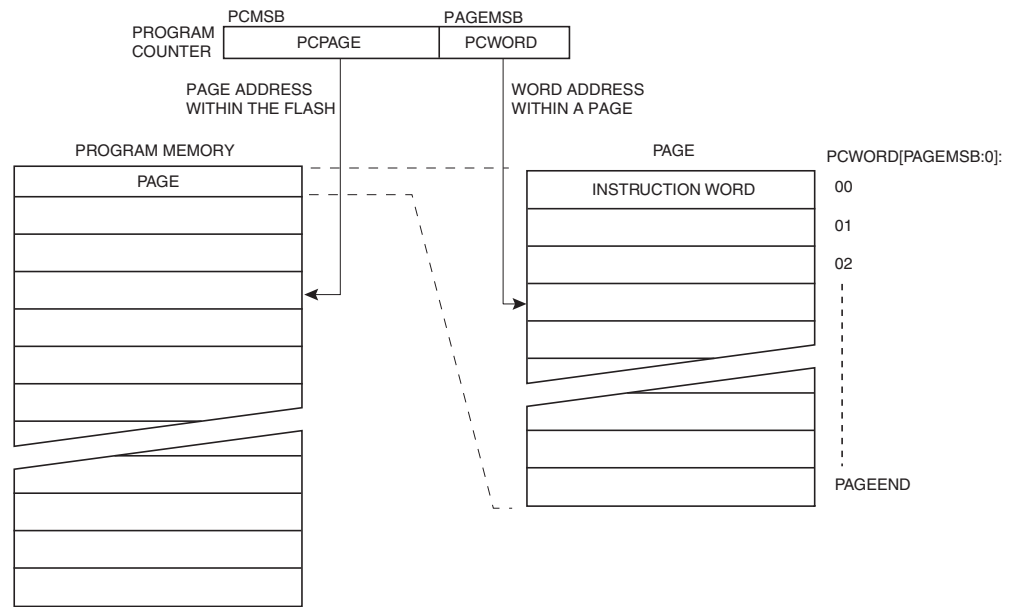 PCMSB
PAGEMSB
PROGRAM
COUNTER
PCPAGE
PCWORD
PAGE ADDRESS
WITHIN THE FLASH
WORD ADDRESS
WITHIN A PAGE
PROGRAM MEMORY
PAGE
PAGE
PCWORD[PAGEMSB:0]:
INSTRUCTION WORD
00
01
02
PAGEEND